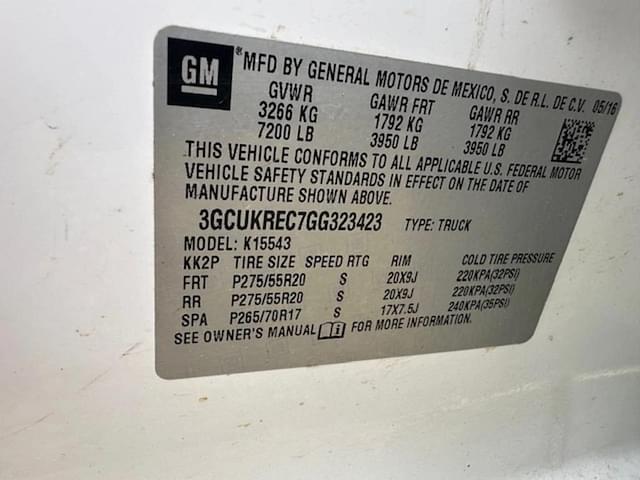 GM
®MFD BY GENERAL MOTORS DE MEXICO, S. DE R.L. DE C.V. 05/16
GVWR GAWR FRT GAWR RR
3266 KG 1792 KG 1792 KG
7200 LB 3950 LB 3950 LB
THIS VEHICLE CONFORMS TO ALL APPLICABLE U.S. FEDERAL MOTOR
VEHICLE SAFETY STANDARDS IN EFFECT ON THE DATE OF
MANUFACTURE SHOWN ABOVE.
3GCUKREC7GG323423 TYPE: TRUCK
MODEL: K15543
KK2P TIRE SIZE SPEED RTG RIM COLD TIRE PRESSURE
FRT P275/55R20 S 20X9J 220KPA(32PSI)
RR P275/55R20 S 20X9J 220KPA(32PSI)
SPA P265/70R17 S 17X7.5J 240KPA(35PSI)
SEE OWNER'S MANUAL FOR MORE INFORMATION.